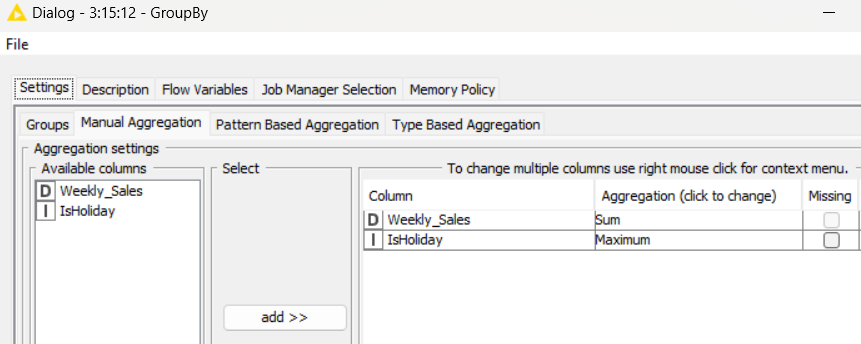 Dialog - 3:15:12 - GroupBy
File
Settings Description Flow Variables Job Manager Selection Memory Policy
Groups Manual Aggregation Pattern Based Aggregation Type Based Aggregation
Aggregation settings
Available columns
D Weekly_Sales
I IsHoliday
Select
add >>
To change multiple columns use right mouse click for context menu.
Column Aggregation (click to change) Missing
D Weekly_Sales Sum
I IsHoliday Maximum